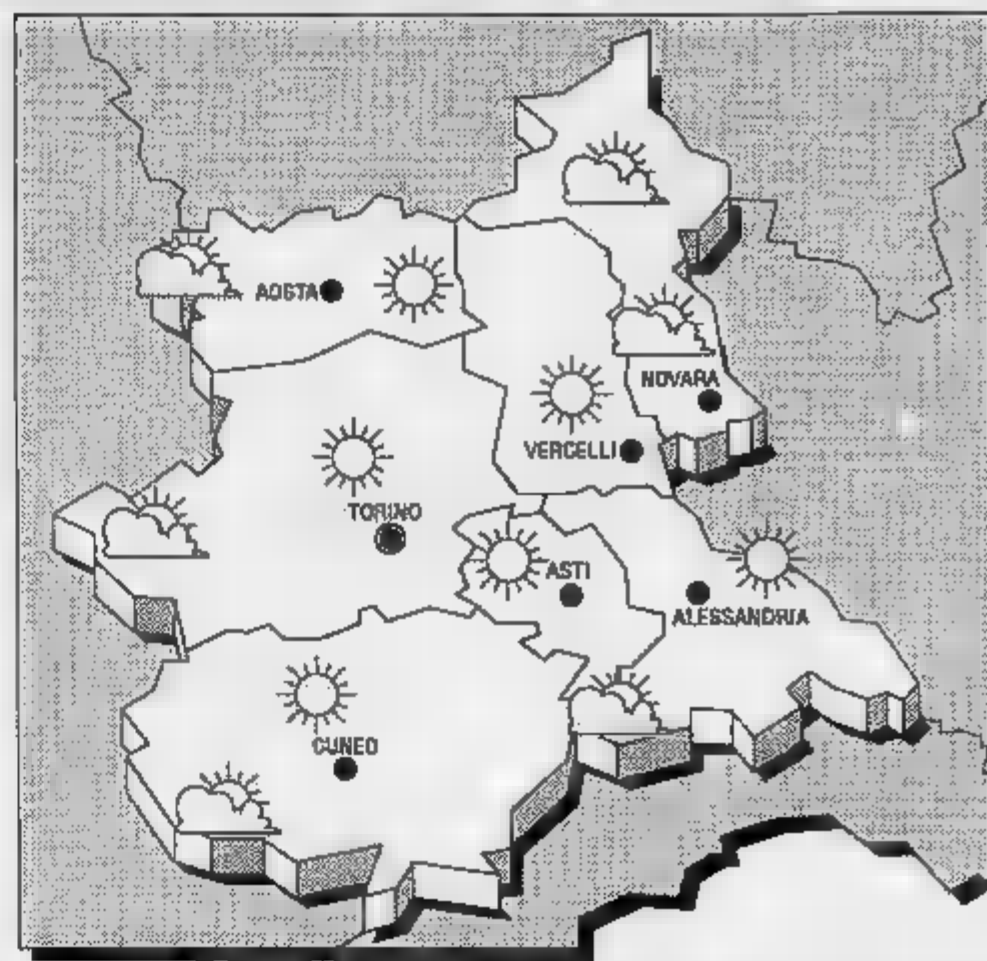 AOSTA
NOVARA
VERCELLI
TORINO
ASTI
ALESSANDRIA
CUNEO